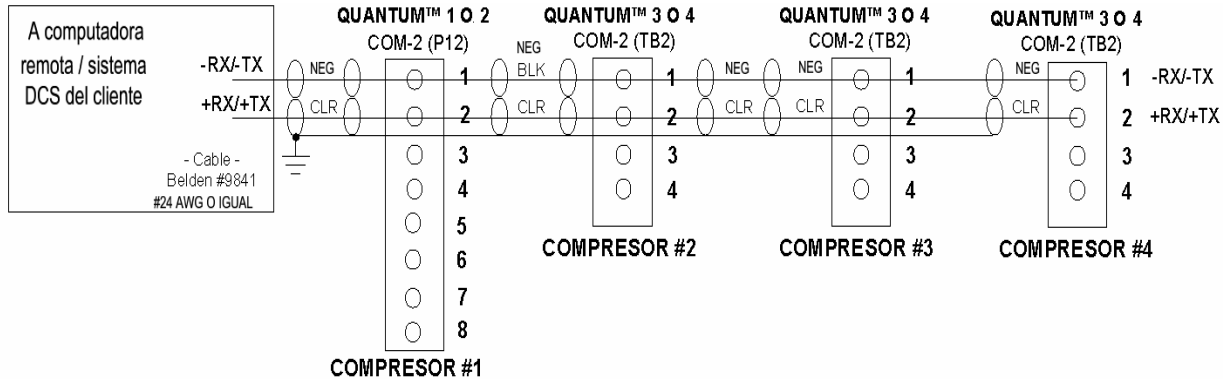 A computadora
remota / sistema
DCS del cliente
-RX/-TX
+RX/+TX
- Cable -
Belden #9841
#24 AWG O IGUAL
NEG
CLR
QUANTUM™ 1 O 2
COM-2 (P12)
1
2
3
4
5
6
7
8
COMPRESOR #1
NEG
BLK
CLR
QUANTUM™ 3 O 4
COM-2 (TB2)
1
2
3
4
COMPRESOR #2
NEG
CLR
NEG
CLR
QUANTUM™ 3 O 4
COM-2 (TB2)
1
2
3
4
COMPRESOR #3
NEG
CLR
QUANTUM™ 3 O 4
COM-2 (TB2)
1 -RX/-TX
2 +RX/+TX
3
4
COMPRESOR #4